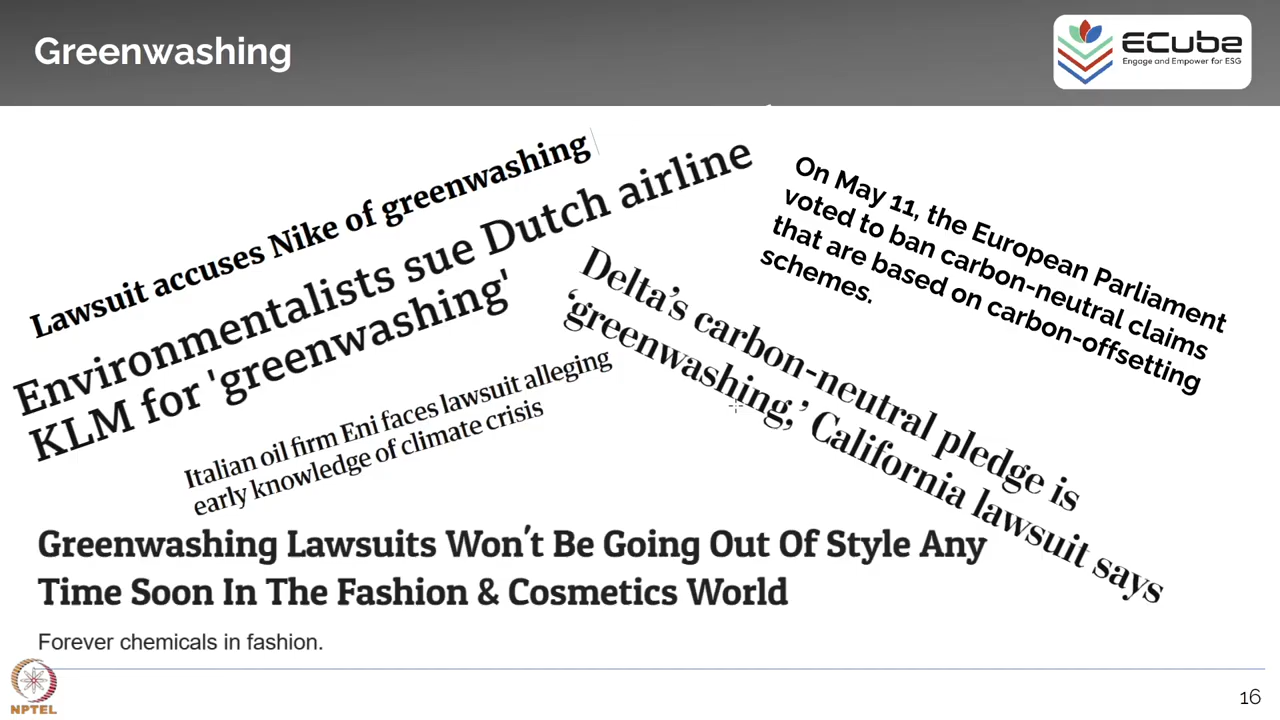 Greenwashing
ECube
Engage and Empower for ESG
Lawsuit accuses Nike of greenwashing
Environmentalists sue Dutch airline
KLM for 'greenwashing'
On May 11, the European Parliament
voted to ban carbon-neutral claims
that are based on carbon-offsetting
schemes.
Delta’s carbon-neutral pledge is
‘greenwashing,’ California lawsuit says
Italian oil firm Eni faces lawsuit alleging
early knowledge of climate crisis
Greenwashing Lawsuits Won't Be Going Out Of Style Any
Time Soon In The Fashion & Cosmetics World
Forever chemicals in fashion.
NPTEL
16